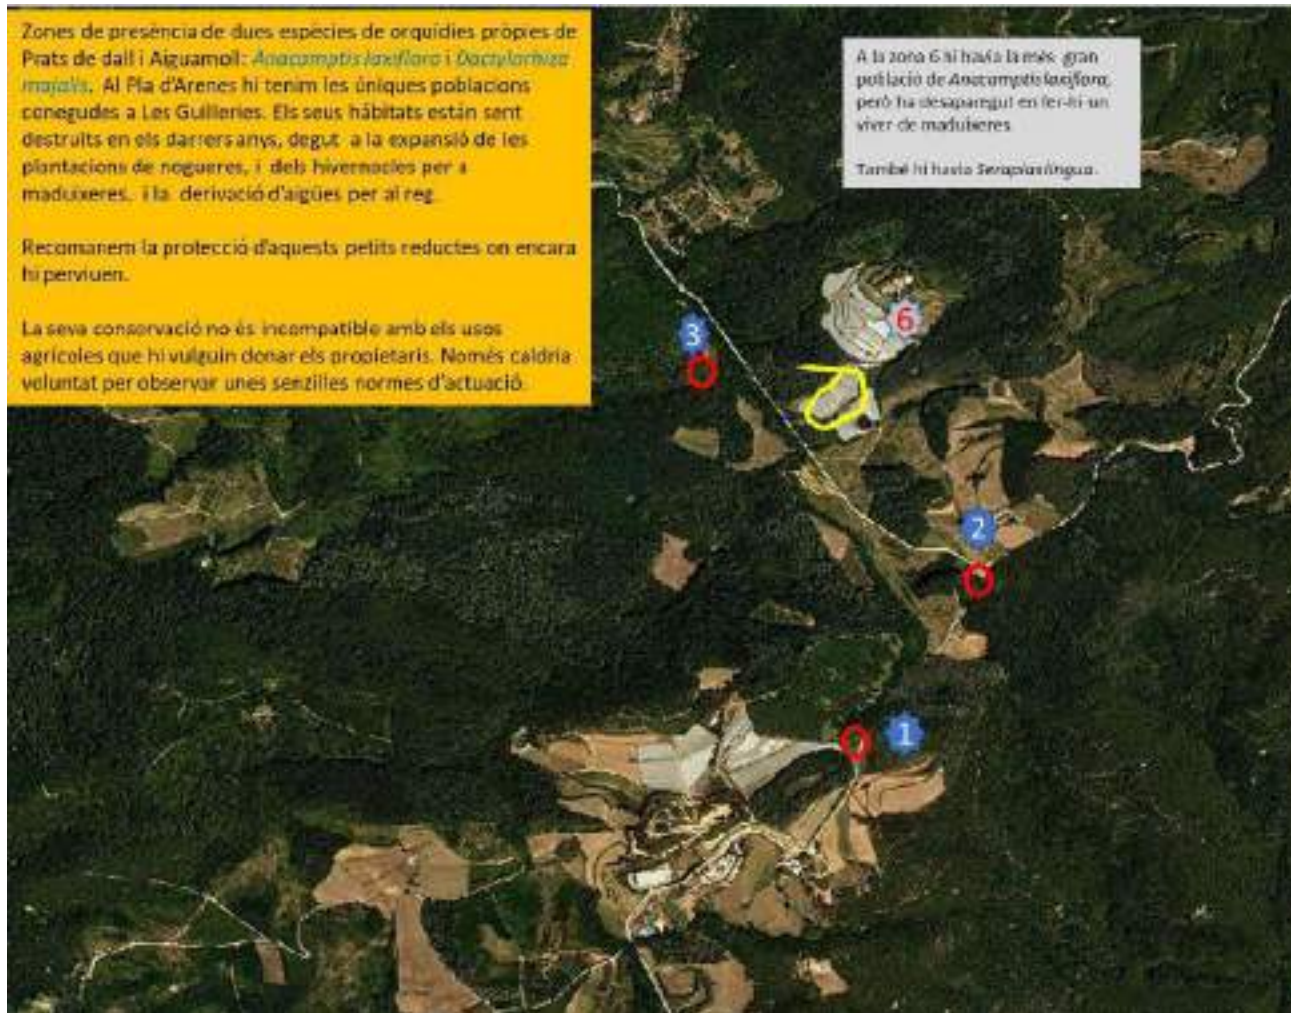 Zones de presència de dues espècies de orquídies pròpies de
Prats de dall i Aiguamoll: Anacamptis laxiflora i Dactylorhiza
majalis. Al Pla d'Arenes hi tenim les úniques poblacions
conegudes a Les Guilleries. Els seus hàbitats están sent
destruïts en els darrers anys, degut a la expansió de les
plantacions de nogueres, i dels hivernacles per a
maduixeres, i la derivació d'aigües per al reg.
Recomanem la protecció d'aquests petits reductes on encara
hi perviuen.
La seva conservació no és incompatible amb els usos
agrícoles que hi vulguin donar els propietaris. Només caldria
voluntat per observar unes senzilles normes d'actuació.
A la zona 6 hi havia la més gran
població de Anacamptis laxiflora,
però ha desaparegut en fer-hi un
viver de maduixeres.
També hi havia Serapias lingua.
6
3
2
1